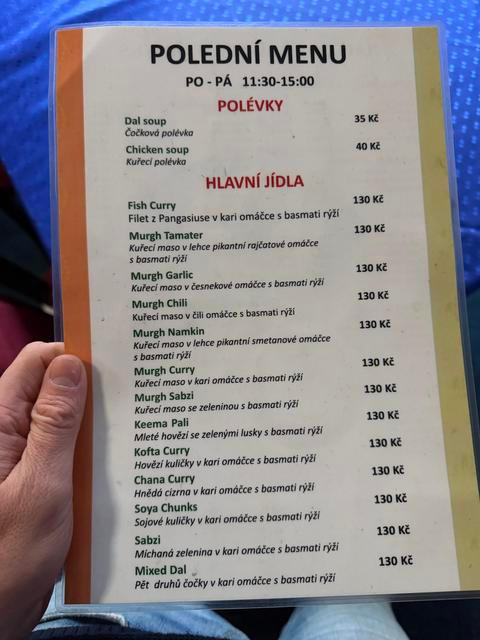 POLEDNÍ MENU
PO - PÁ 11:30-15:00
POLÉVKY
Dal soup 35 Kč
Čočková polévka
Chicken soup 40 Kč
Kuřecí polévka
HLAVNÍ JÍDLA
Fish Curry 130 Kč
Filet z Pangasiuse v kari omáčce s basmati rýží
Murgh Tamater 130 Kč
Kuřecí maso v lehce pikantní rajčatové omáčce
s basmati rýží
Murgh Garlic 130 Kč
Kuřecí maso v česnekové omáčce s basmati rýží
Murgh Chili 130 Kč
Kuřecí maso v čili omáčce s basmati rýží
Murgh Namkin 130 Kč
Kuřecí maso v lehce pikantní smetanové omáčce
s basmati rýží
Murgh Curry 130 Kč
Kuřecí maso v kari omáčce s basmati rýží
Murgh Sabzi 130 Kč
Kuřecí maso se zeleninou s basmati rýží
Keema Pali 130 Kč
Mleté hovězí se zelenými lusky s basmati rýží
Kofta Curry 130 Kč
Hovězí kuličky v kari omáčce s basmati rýží
Chana Curry 130 Kč
Hnědá cizrna v kari omáčce s basmati rýží
Soya Chunks 130 Kč
Sojové kuličky v kari omáčce s basmati rýží
Sabzi 130 Kč
Míchaná zelenina v kari omáčce s basmati rýží
Mixed Dal 130 Kč
Pět druhů čočky v kari omáčce s basmati rýží